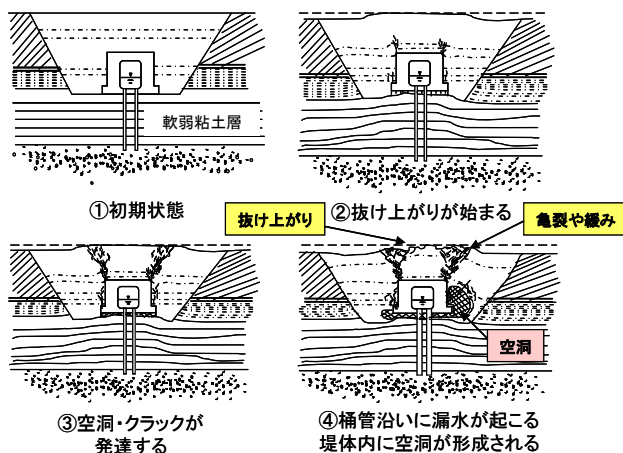 軟弱粘土層
①初期状態
②抜け上がりが始まる
抜け上がり
亀裂や緩み
空洞
③空洞・クラックが
発達する
④樋管沿いに漏水が起こる
堤体内に空洞が形成される